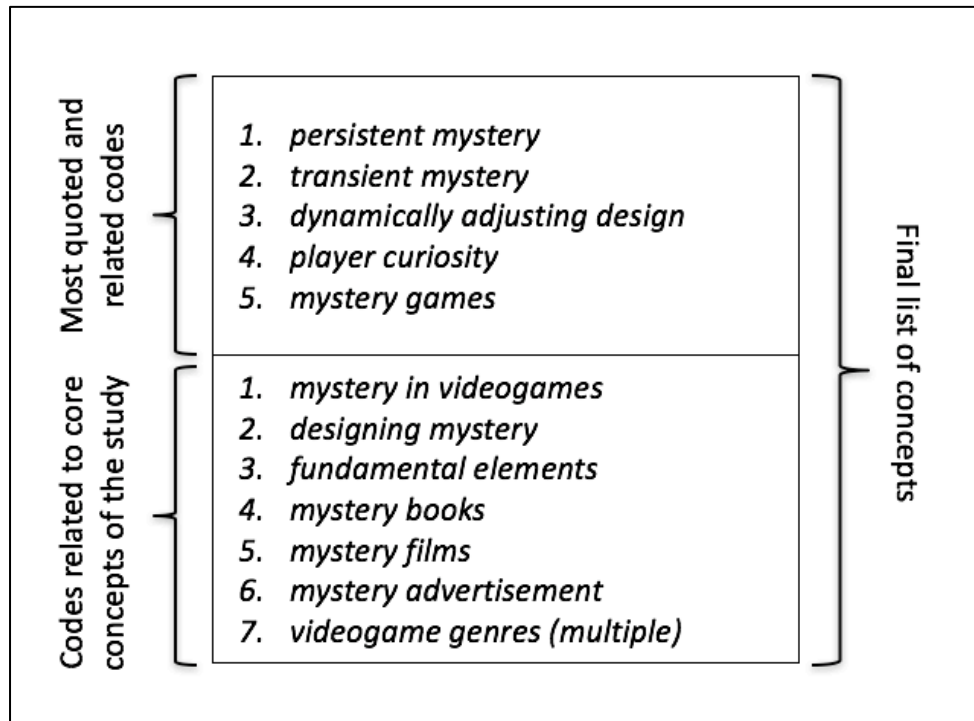 Most quoted and
related codes
1. persistent mystery
2. transient mystery
3. dynamically adjusting design
4. player curiosity
5. mystery games
Codes related to core
concepts of the study
1. mystery in videogames
2. designing mystery
3. fundamental elements
4. mystery books
5. mystery films
6. mystery advertisement
7. videogame genres (multiple)
Final list of concepts